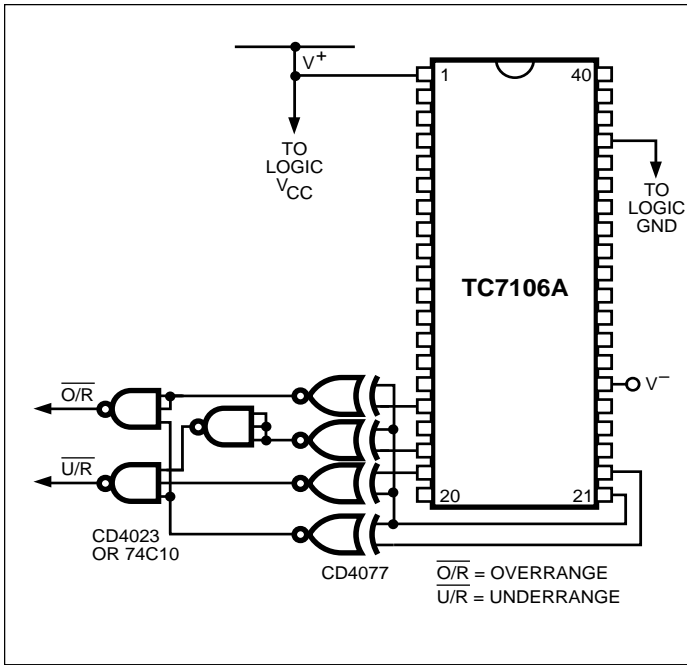 V+
1
40
TO
LOGIC
VCC
TO
LOGIC
GND
TC7106A
V–
O/R
U/R
20
21
CD4023
OR 74C10
CD4077
O/R = OVERRANGE
U/R = UNDERRANGE